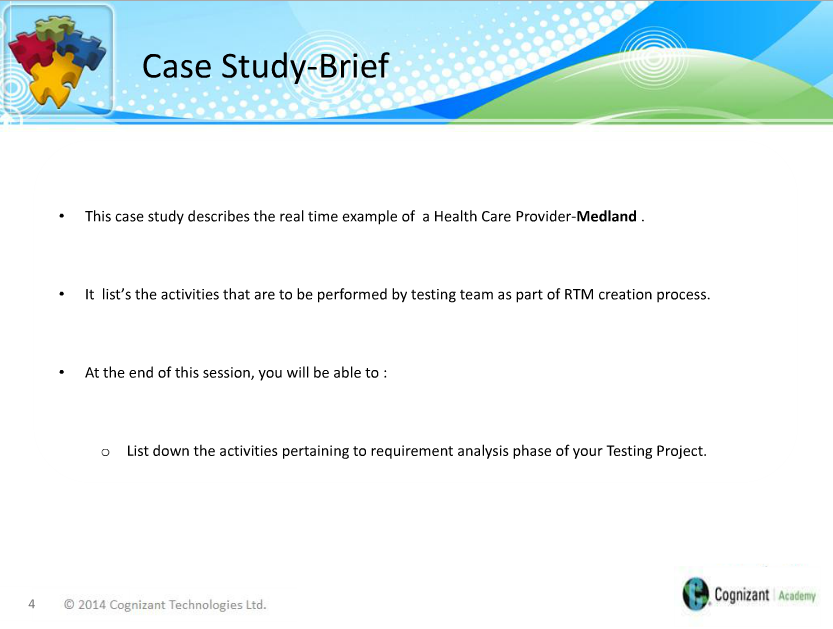 Case Study-Brief
• This case study describes the real time example of a Health Care Provider-Medland .
• It list’s the activities that are to be performed by testing team as part of RTM creation process.
• At the end of this session, you will be able to :
o List down the activities pertaining to requirement analysis phase of your Testing Project.
4 © 2014 Cognizant Technologies Ltd.
Cognizant | Academy